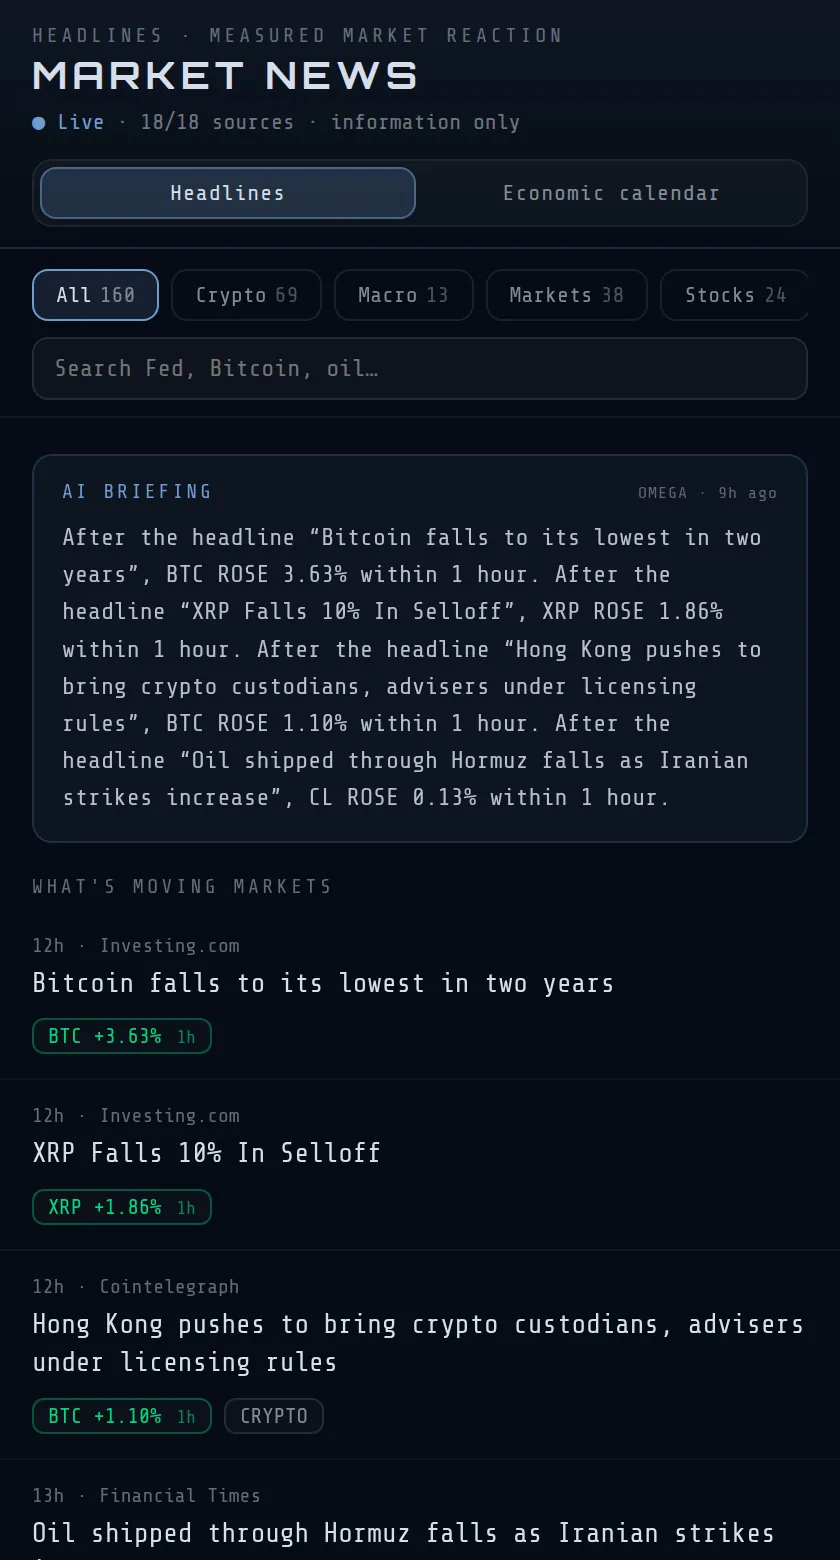 HEADLINES · MEASURED MARKET REACTION
MARKET NEWS
Live · 18/18 sources · information only
Headlines
Economic calendar
All 160
Crypto 69
Macro 13
Markets 38
Stocks 24
Search Fed, Bitcoin, oil…
AI BRIEFING
OMEGA · 9h ago
After the headline “Bitcoin falls to its lowest in two
years”, BTC ROSE 3.63% within 1 hour. After the
headline “XRP Falls 10% In Selloff”, XRP ROSE 1.86%
within 1 hour. After the headline “Hong Kong pushes to
bring crypto custodians, advisers under licensing
rules”, BTC ROSE 1.10% within 1 hour. After the
headline “Oil shipped through Hormuz falls as Iranian
strikes increase”, CL ROSE 0.13% within 1 hour.
WHAT'S MOVING MARKETS
12h · Investing.com
Bitcoin falls to its lowest in two years
BTC +3.63% 1h
12h · Investing.com
XRP Falls 10% In Selloff
XRP +1.86% 1h
12h · Cointelegraph
Hong Kong pushes to bring crypto custodians, advisers
under licensing rules
BTC +1.10% 1h
CRYPTO
13h · Financial Times
Oil shipped through Hormuz falls as Iranian strikes